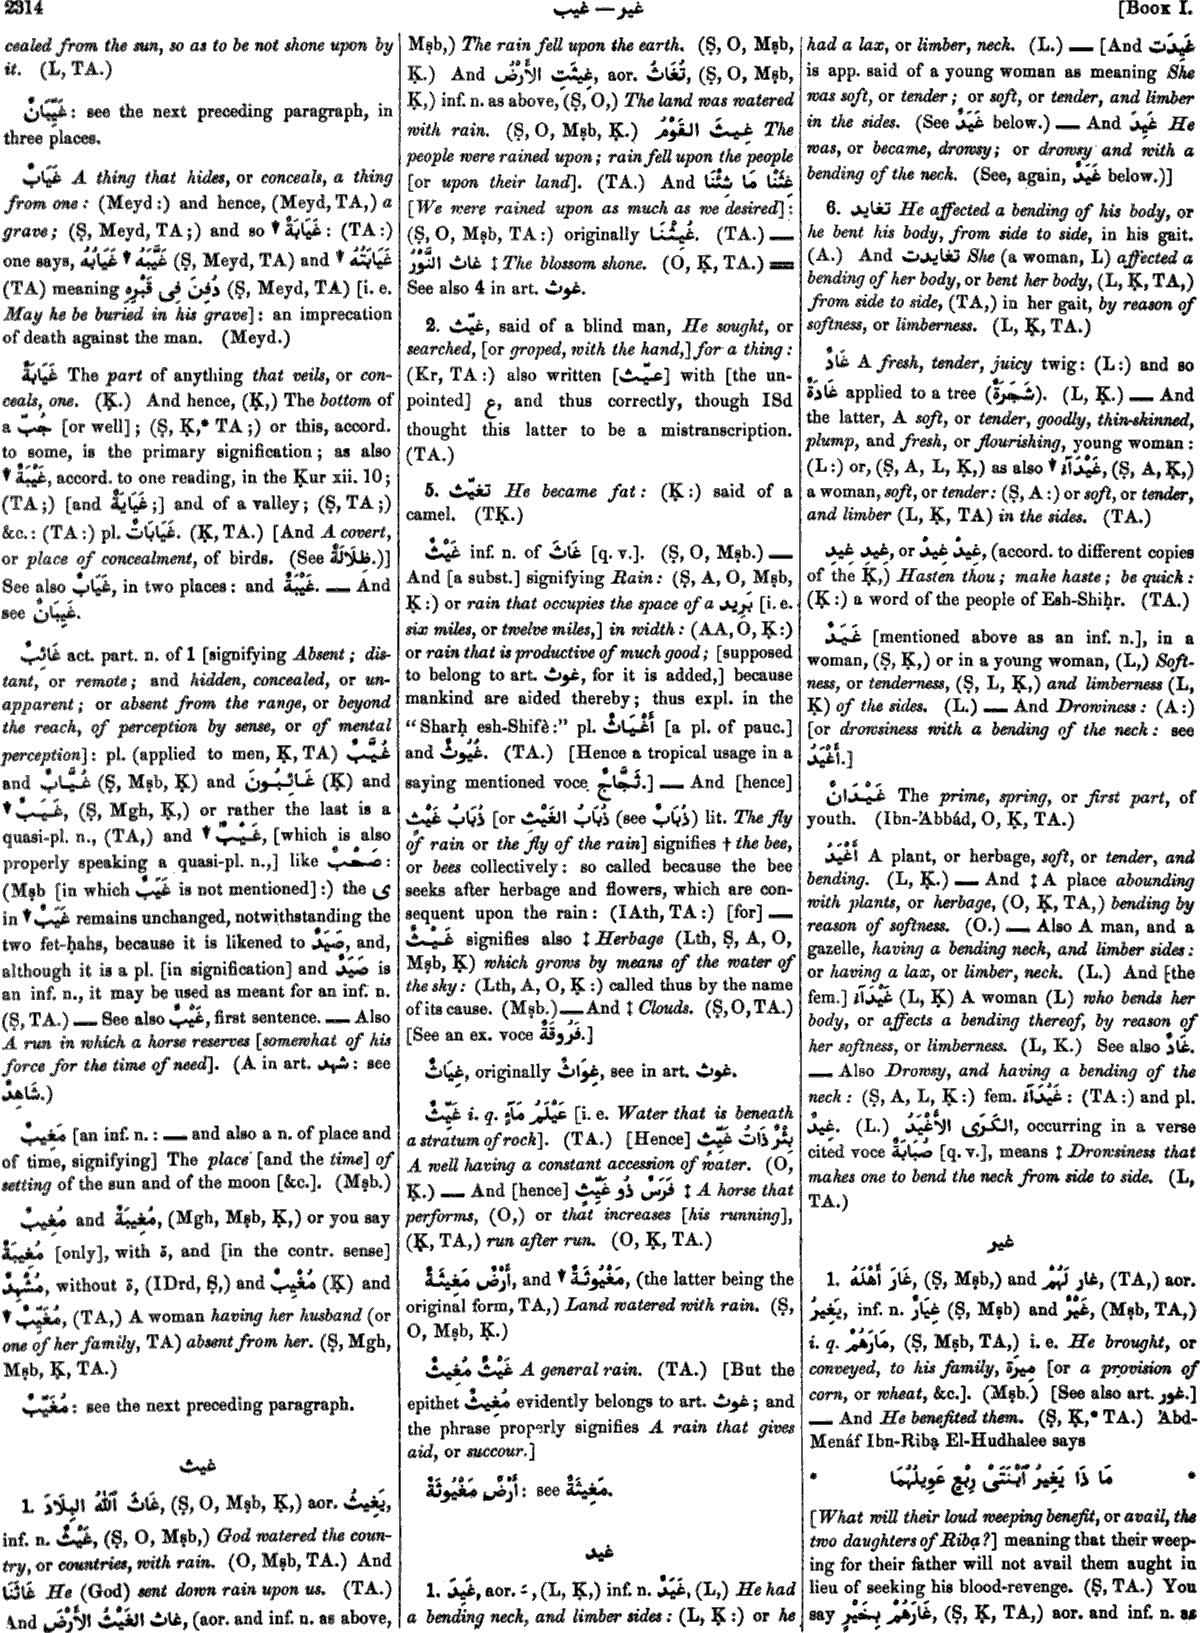 2314
غيب — غير
[Book I.
cealed from the sun, so as to be not shone upon by
it. (L, TA.)
غَيَّبَانٌ: see the next preceding paragraph, in
three places.
غَيَابٌ A thing that hides, or conceals, a thing
from one: (Meyd:) and hence, (Meyd, TA,) a
grave; (Ṣ, Meyd, TA;) and so ↓ غَيَابَةٌ: (TA:)
one says, غَيَّبَهُ ↓ غَيَابُهُ (Ṣ, Meyd, TA) and ↓ غَيَابَتُهُ
(TA) meaning دُفِنَ فِى قَبْرِهِ (Ṣ, Meyd, TA) [i. e.
May he be buried in his grave]: an imprecation
of death against the man. (Meyd.)
غَيَابَةٌ The part of anything that veils, or con-
ceals, one. (Ḳ.) And hence, (Ḳ,) The bottom of
a جُبّ [or well]; (Ṣ, Ḳ,* TA;) or this, accord.
to some, is the primary signification; as also
↓ غَيْبَةٌ, accord. to one reading, in the Ḳur xii. 10;
(TA;) [and غَيَايَةٌ;] and of a valley; (Ṣ, TA;)
&c.: (TA:) pl. غَيَابَاتٌ. (Ḳ, TA.) [And A covert,
or place of concealment, of birds. (See ظِلَالَةٌ.)]
See also غَيَابٌ, in two places: and غَيْبَةٌ. — And
see غَيْبَانٌ.
غَائِبٌ act. part. n. of 1 [signifying Absent; dis-
tant, or remote; and hidden, concealed, or un-
apparent; or absent from the range, or beyond
the reach, of perception by sense, or of mental
perception]: pl. (applied to men, Ḳ, TA) غُيَّبٌ
and غُيَّابٌ (Ṣ, Mṣb, Ḳ) and غَائِبُونَ (Ḳ) and
↓ غَيَبٌ, (Ṣ, Mgh, Ḳ,) or rather the last is a
quasi-pl. n., (TA,) and ↓ غَيْبٌ, [which is also
properly speaking a quasi-pl. n.,] like صَحْبٌ:
(Mṣb [in which غَيَبٌ is not mentioned]:) the ى
in ↓ غَيَبٌ remains unchanged, notwithstanding the
two fet-ḥahs, because it is likened to صَيَدٌ, and,
although it is a pl. [in signification] and صَيَدٌ is
an inf. n., it may be used as meant for an inf. n.
(Ṣ, TA.) — See also غَيْبٌ, first sentence. — Also
A run in which a horse reserves [somewhat of his
force for the time of need]. (A in art. شهد: see
شَاهِدٌ.)
مَغِيبٌ [an inf. n.: — and also a n. of place and
of time, signifying] The place [and the time] of
setting of the sun and of the moon [&c.]. (Mṣb.)
مُغِيبٌ and مُغِيبَةٌ, (Mgh, Mṣb, Ḳ,) or you say
مُغِيبَةٌ [only], with ة, and [in the contr. sense]
مُشْهِدٌ, without ة, (IDrd, Ṣ,) and مُغْيِبٌ (Ḳ) and
↓ مُغَيِّبٌ, (TA,) A woman having her husband (or
one of her family, TA) absent from her. (Ṣ, Mgh,
Mṣb, Ḳ, TA.)
مُغَيِّبٌ: see the next preceding paragraph.
غيث
1. غَاثَ ٱللّٰهُ البِلَادَ, (Ṣ, O, Mṣb, Ḳ,) aor. يَغِيثُ,
inf. n. غَيْثٌ, (Ṣ, O, Mṣb,) God watered the coun-
try, or countries, with rain. (O, Mṣb, TA.) And
غَاثَنَا He (God) sent down rain upon us. (TA.)
And غاث الغَيْثُ الأَرْضَ, (aor. and inf. n. as above,
Mṣb,) The rain fell upon the earth. (Ṣ, O, Mṣb,
Ḳ.) And غِيثَتِ الأَرْضُ, aor. تُغَاثُ, (Ṣ, O, Mṣb,
Ḳ,) inf. n. as above, (Ṣ, O,) The land was watered
with rain. (Ṣ, O, Mṣb, Ḳ.) غِيثَ القَوْمُ The
people were rained upon; rain fell upon the people
[or upon their land]. (TA.) And غِثْنَا مَا شِئْنَا
[We were rained upon as much as we desired]:
(Ṣ, O, Mṣb, TA:) originally غُيِثْنَا. (TA.) —
غاث النَّوْرُ ‡ The blossom shone. (O, Ḳ, TA.) =
See also 4 in art. غوث.
2. غيّث, said of a blind man, He sought, or
searched, [or groped, with the hand,] for a thing:
(Kr, TA:) also written [عيّث] with [the un-
pointed] ع, and thus correctly, though ISd
thought this latter to be a mistranscription.
(TA.)
5. تغيّث He became fat: (Ḳ:) said of a
camel. (TḲ.)
غَيْثٌ inf. n. of غَاثَ [q. v.]. (Ṣ, O, Mṣb.) —
And [a subst.] signifying Rain: (Ṣ, A, O, Mṣb,
Ḳ:) or rain that occupies the space of a بَرِيد [i. e.
six miles, or twelve miles,] in width: (AA, O, Ḳ:)
or rain that is productive of much good; [supposed
to belong to art. غوث, for it is added,] because
mankind are aided thereby; thus expl. in the
“Sharḥ esh-Shifè:” pl. أَغْيَاثٌ [a pl. of pauc.]
and غُيُوثٌ. (TA.) [Hence a tropical usage in a
saying mentioned voce ثَجَّاجٌ.] — And [hence]
ذُبَابُ غَيْثٍ [or ذُبَابُ الغَيْثِ (see ذُبَابٌ) lit. The fly
of rain or the fly of the rain] signifies † the bee,
or bees collectively: so called because the bee
seeks after herbage and flowers, which are con-
sequent upon the rain: (IAth, TA:) [for] —
غَيْثٌ signifies also ‡ Herbage (Lth, Ṣ, A, O,
Mṣb, Ḳ) which grows by means of the water of
the sky: (Lth, A, O, Ḳ:) called thus by the name
of its cause. (Mṣb.) — And ‡ Clouds. (Ṣ, O, TA.)
[See an ex. voce فَرُوقَةٌ.]
غِيَاثٌ, originally غِوَاثٌ, see in art. غوث.
غَيِّثٌ i. q. عَيْلَمُ مَآءٍ [i. e. Water that is beneath
a stratum of rock]. (TA.) [Hence] بِئْرٌ ذَاتُ غَيِّثٍ
A well having a constant accession of water. (O,
Ḳ.) — And [hence] فَرَسٌ ذُو غَيِّثٍ ‡ A horse that
performs, (O,) or that increases [his running],
(Ḳ, TA,) run after run. (O, Ḳ, TA.)
أَرْضٌ مَغِيثَةٌ, and ↓ مَغْيُوثَةٌ, (the latter being the
original form, TA,) Land watered with rain. (Ṣ,
O, Mṣb, Ḳ.)
غَيْثٌ مُغِيثٌ A general rain. (TA.) [But the
epithet مُغِيثٌ evidently belongs to art. غوث; and
the phrase properly signifies A rain that gives
aid, or succour.]
أَرْضٌ مَغْيُوثَةٌ: see مَغِيثَةٌ.
غيد
1. غَيِدَ, aor. ـَ, (L, Ḳ,) inf. n. غَيَدٌ, (L,) He had
a bending neck, and limber sides: (L, Ḳ:) or he
had a lax, or limber, neck. (L.) — [And غَيِدَت
is app. said of a young woman as meaning She
was soft, or tender; or soft, or tender, and limber
in the sides. (See غَيَدٌ below.) — And غَيِدَ He
was, or became, drowsy; or drowsy and with a
bending of the neck. (See, again, غَيَدٌ below.)]
6. تغايد He affected a bending of his body, or
he bent his body, from side to side, in his gait.
(A.) And تغايدت She (a woman, L) affected a
bending of her body, or bent her body, (L, Ḳ, TA,)
from side to side, (TA,) in her gait, by reason of
softness, or limberness. (L, Ḳ, TA.)
غَادٌ A fresh, tender, juicy twig: (L:) and so
غَادَةٌ applied to a tree (شَجَرَةٌ). (L, Ḳ.) — And
the latter, A soft, or tender, goodly, thin-skinned,
plump, and fresh, or flourishing, young woman:
(L:) or, (Ṣ, A, L, Ḳ,) as also ↓ غَيْدَآءُ, (Ṣ, A, Ḳ,)
a woman, soft, or tender: (Ṣ, A:) or soft, or tender,
and limber (L, Ḳ, TA) in the sides. (TA.)
غِيدِ غِيدِ, or غِيدٌ غِيدٌ, (accord. to different copies
of the Ḳ,) Hasten thou; make haste; be quick:
(Ḳ:) a word of the people of Esh-Shiḥr. (TA.)
غَيَدٌ [mentioned above as an inf. n.], in a
woman, (Ṣ, Ḳ,) or in a young woman, (L,) Soft-
ness, or tenderness, (Ṣ, L, Ḳ,) and limberness (L,
Ḳ) of the sides. (L.) — And Drowsiness: (A:)
[or drowsiness with a bending of the neck: see
أَغْيَدُ.]
غَيْدَانٌ The prime, spring, or first part, of
youth. (Ibn-'Abbád, O, Ḳ, TA.)
أَغْيَدُ A plant, or herbage, soft, or tender, and
bending. (L, Ḳ.) — And ‡ A place abounding
with plants, or herbage, (O, Ḳ, TA,) bending by
reason of softness. (O.) — Also A man, and a
gazelle, having a bending neck, and limber sides:
or having a lax, or limber, neck. (L.) And [the
fem.] غَيْدَآءُ (L, Ḳ) A woman (L) who bends her
body, or affects a bending thereof, by reason of
her softness, or limberness. (L, K.) See also غَادٌ.
— Also Drowsy, and having a bending of the
neck: (Ṣ, A, L, Ḳ:) fem. غَيْدَآءُ: (TA:) and pl.
غِيدٌ. (L.) الكَرَى الأَغْيَدُ, occurring in a verse
cited voce صُبَابَةٌ [q. v.], means ‡ Drowsiness that
makes one to bend the neck from side to side. (L,
TA.)
غير
1. غَارَ أَهْلَهُ, (Ṣ, Mṣb,) and غار لَهُمْ, (TA,) aor.
يَغِيرُ, inf. n. غِيَارٌ (Ṣ, Mṣb) and غَيْرٌ, (Mṣb, TA,)
i. q. مَارَهُمْ, (Ṣ, Mṣb, TA,) i. e. He brought, or
conveyed, to his family, مِيرَة [or a provision of
corn, or wheat, &c.]. (Mṣb.) [See also art. غور.]
— And He benefited them. (Ṣ, Ḳ,* TA.) 'Abd-
Menáf Ibn-Riba El-Hudhalee says
* مَا ذَا يَغِيرُ ٱبْنَتَىْ رِبْعٍ عَوِيلُهُمَا *
[What will their loud weeping benefit, or avail, the
two daughters of Riba?] meaning that their weep-
ing for their father will not avail them aught in
lieu of seeking his blood-revenge. (Ṣ, TA.) You
say غَارَهُمْ بِخَيْرٍ, (Ṣ, Ḳ, TA,) aor. and inf. n. as